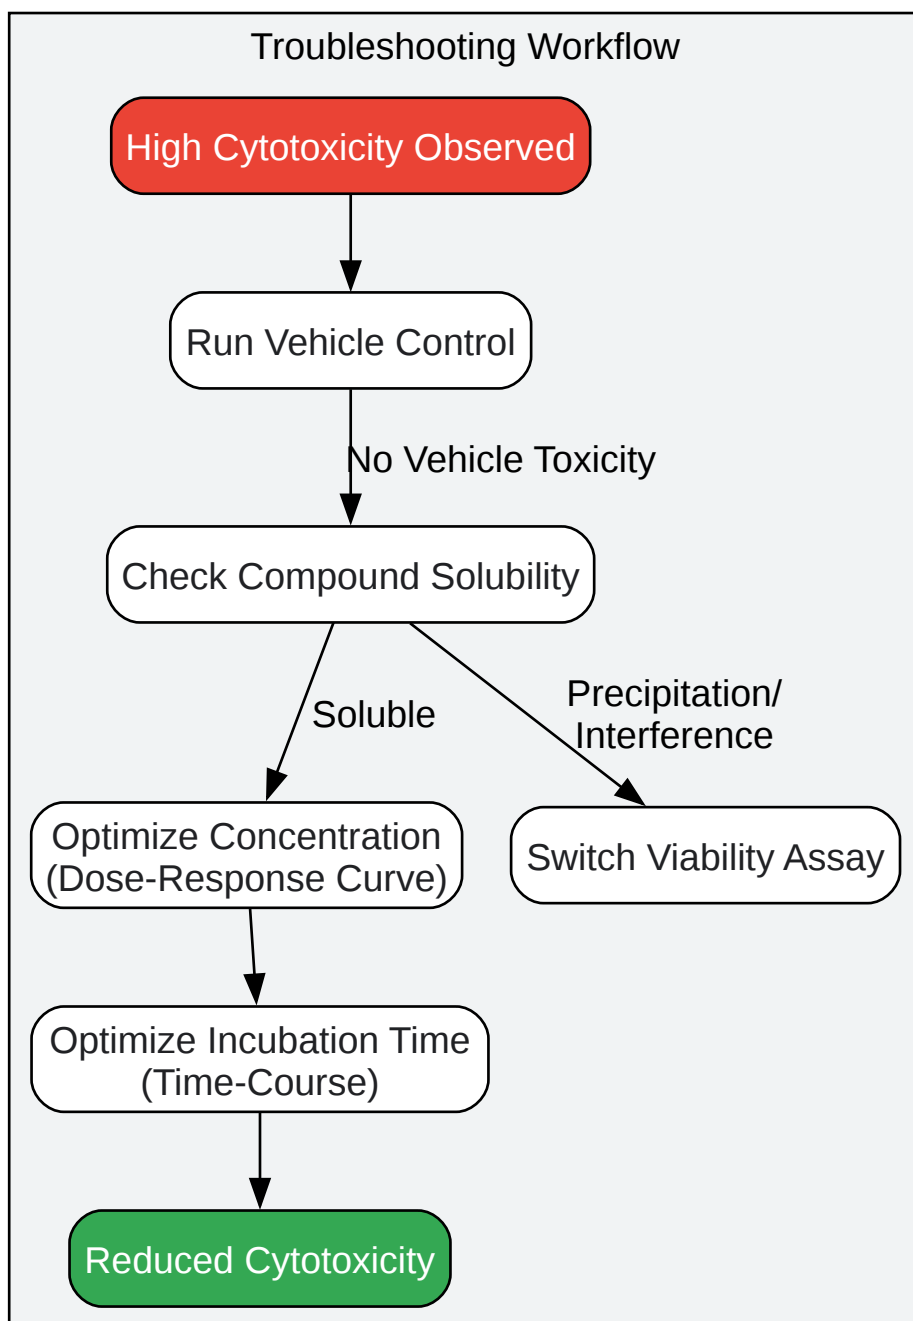 Troubleshooting Workflow
High Cytotoxicity Observed
Run Vehicle Control
No Vehicle Toxicity
Check Compound Solubility
Soluble
Precipitation/
Interference
Optimize Concentration
(Dose-Response Curve)
Switch Viability Assay
Optimize Incubation Time
(Time-Course)
Reduced Cytotoxicity